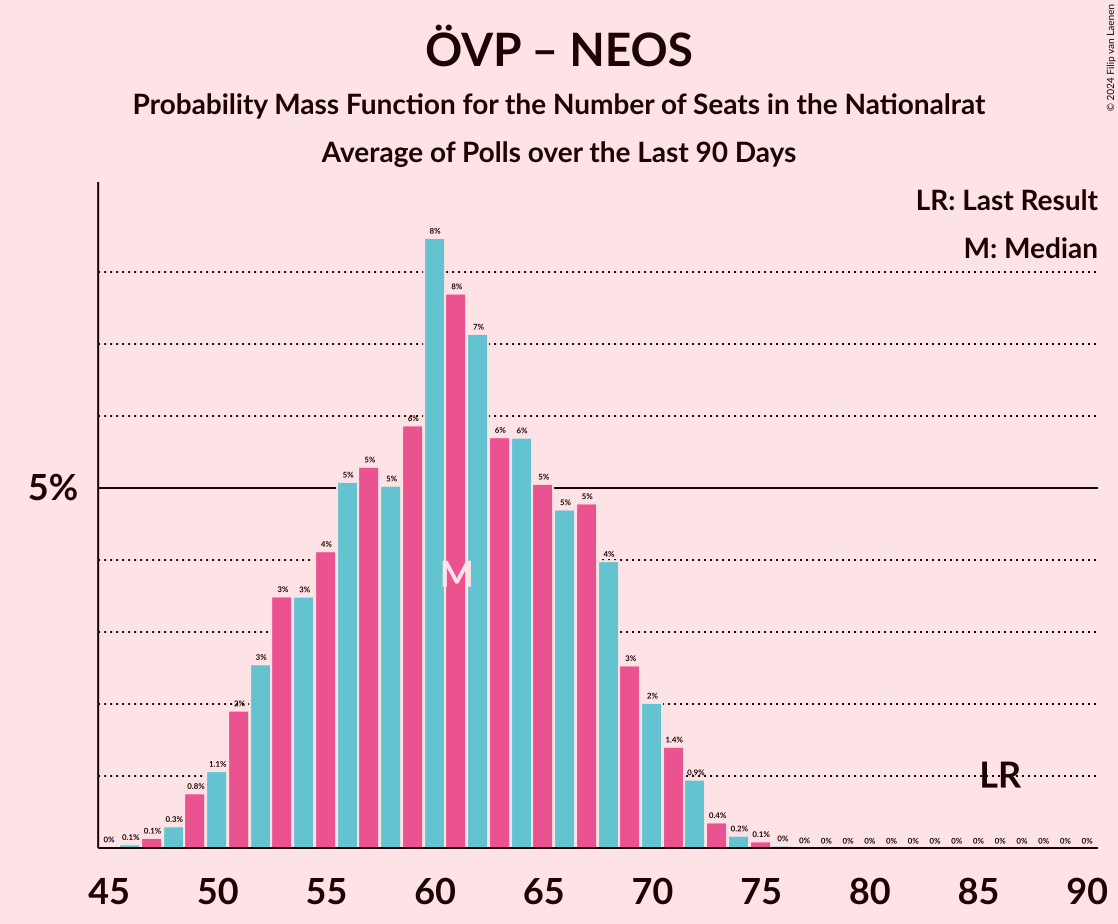 ÖVP – NEOS
Probability Mass Function for the Number of Seats in the Nationalrat
Average of Polls over the Last 90 Days
© 2024 Filip van Laenen
LR: Last Result
M: Median
5%
0% 0.1% 0.1% 0.3% 0.8% 1.1% 2% 3% 3% 3% 4% 5% 5% 5% 6% 8% 8% 7% 6% 6% 5% 5% 5% 4% 3% 2% 1.4% 0.9% 0.4% 0.2% 0.1% 0% 0% 0% 0% 0% 0% 0% 0% 0% 0% 0% 0% 0% 0% 0%
M
LR
45 50 55 60 65 70 75 80 85 90